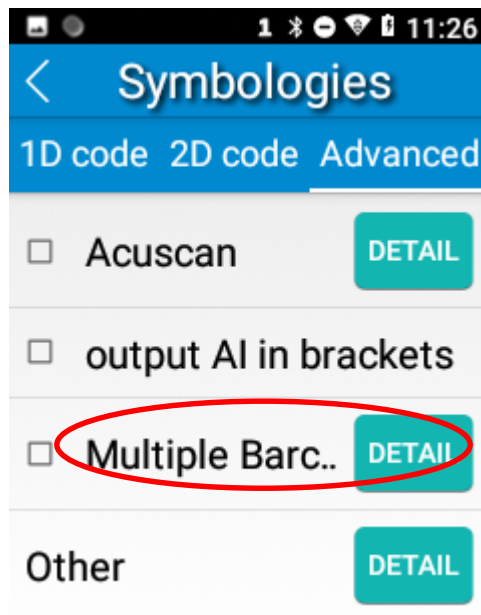 1 11:26
Symbologies
1D code 2D code Advanced
Acuscan DETAIL
output AI in brackets
Multiple Barc.. DETAIL
Other DETAIL